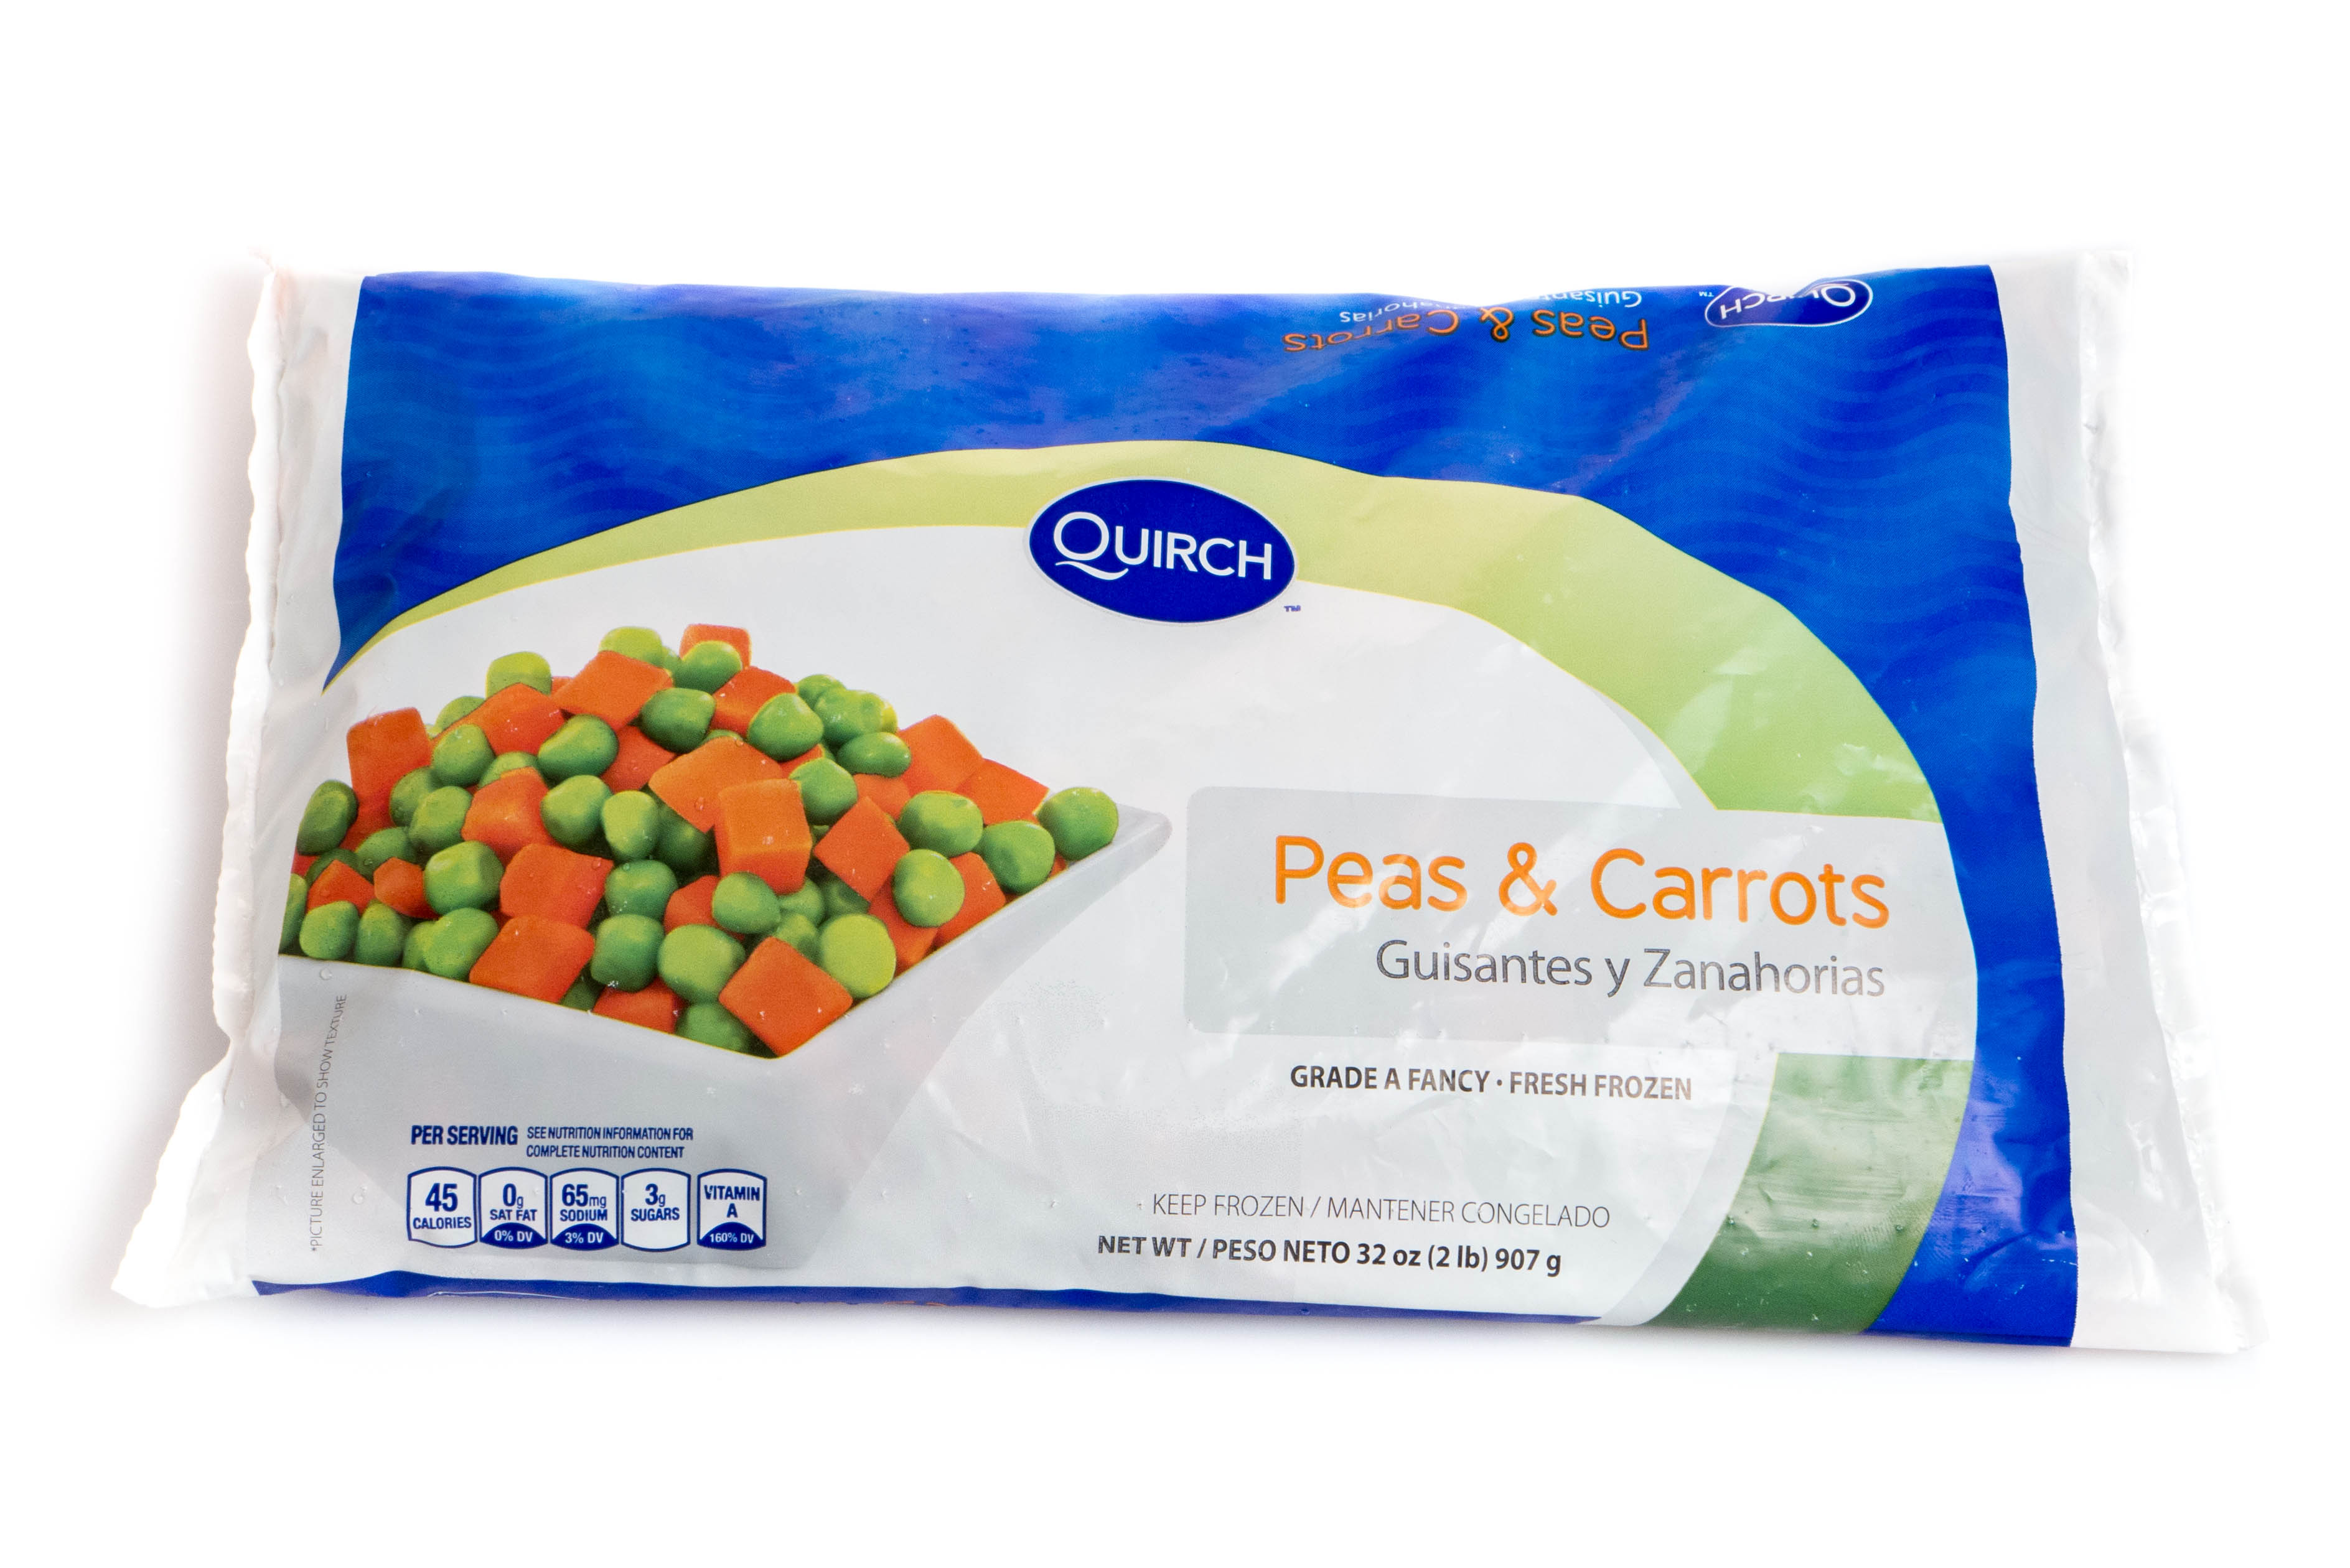 Peas & Carrots
QUIRCH
TM
QUIRCH
TM
Peas & Carrots
Guisantes y Zanahorias
GRADE A FANCY • FRESH FROZEN
*PICTURE ENLARGED TO SHOW TEXTURE
PER SERVING SEE NUTRITION INFORMATION FOR
COMPLETE NUTRITION CONTENT
45
CALORIES
0g
SAT FAT
0% DV
65mg
SODIUM
3% DV
3g
SUGARS
VITAMIN
A
160% DV
KEEP FROZEN / MANTENER CONGELADO
NET WT / PESO NETO 32 oz (2 lb) 907 g